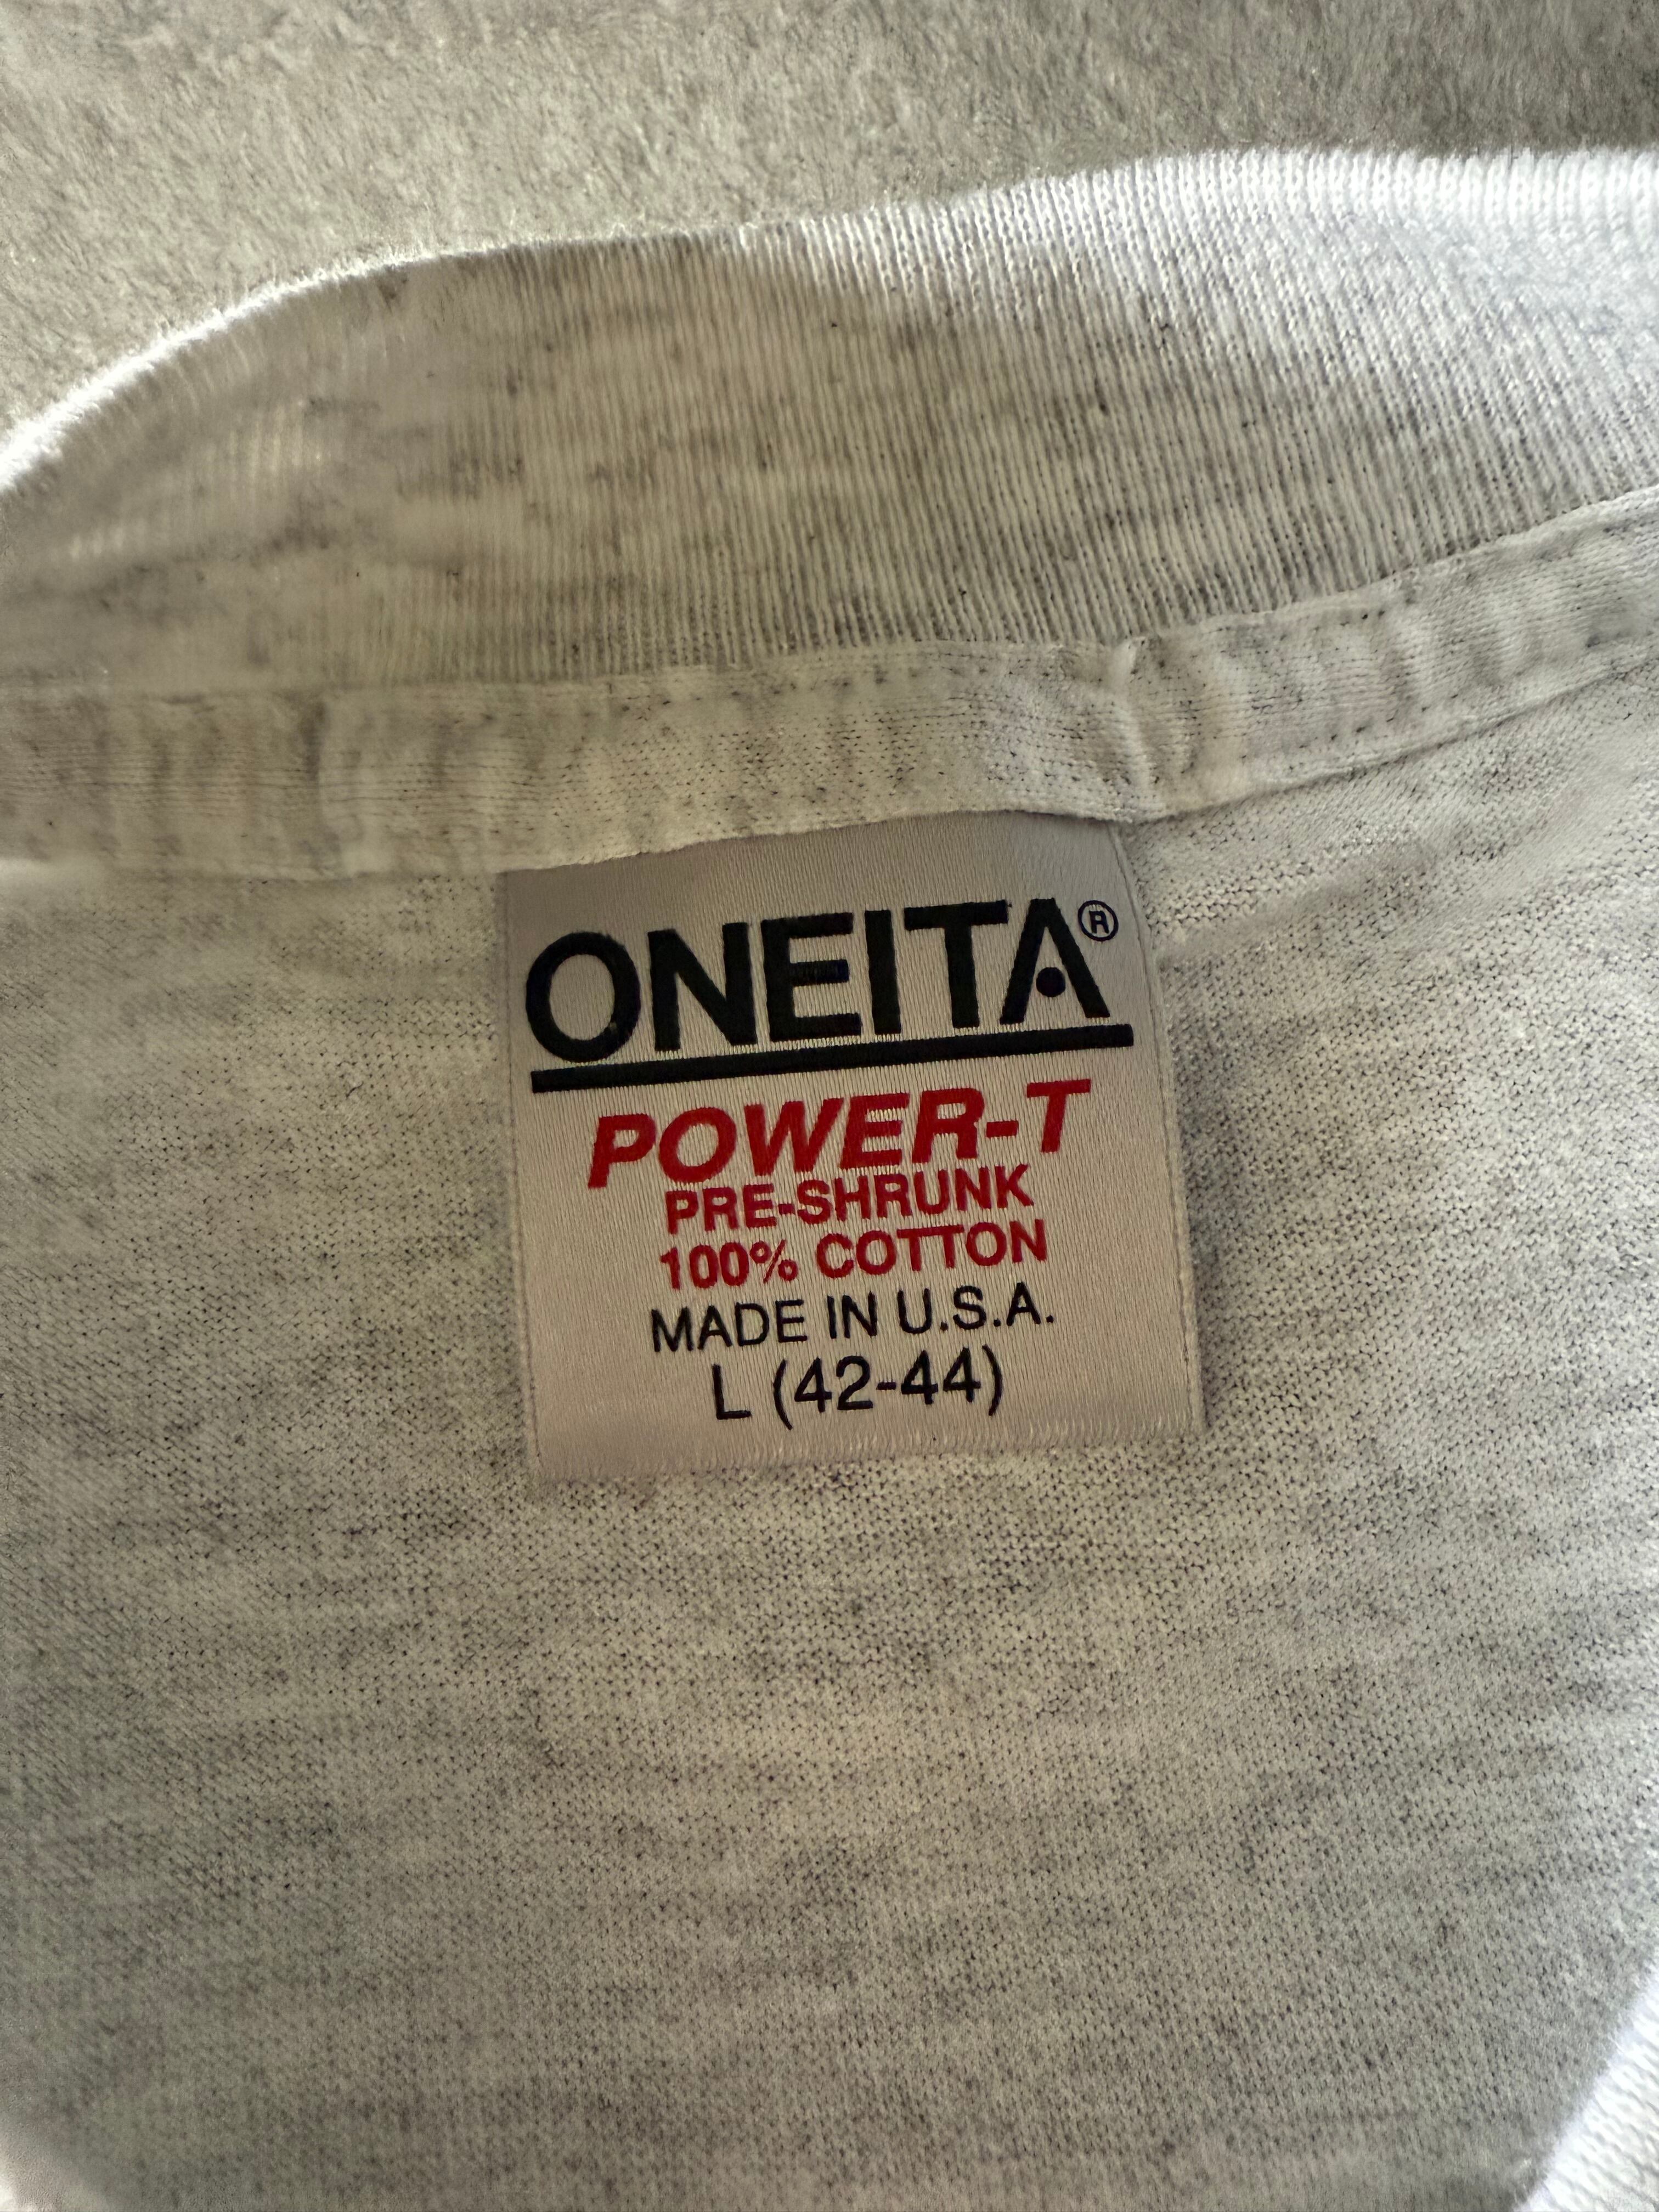 ONEITA®
POWER-T
PRE-SHRUNK
100% COTTON
MADE IN U.S.A.
L (42-44)